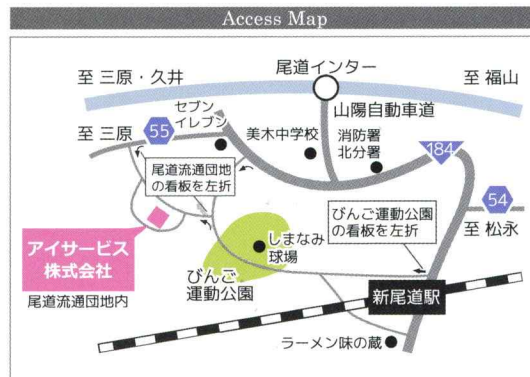 Access Map
尾道インター
至 三原・久井
至 福山
山陽自動車道
セブン
イレブン
至 三原
55
美木中学校
消防署
北分署
184
尾道流通団地
の看板を左折
54
至 松永
びんご運動公園
の看板を左折
しまなみ
球場
アイサービス
株式会社
びんご
運動公園
尾道流通団地内
新尾道駅
ラーメン味の蔵